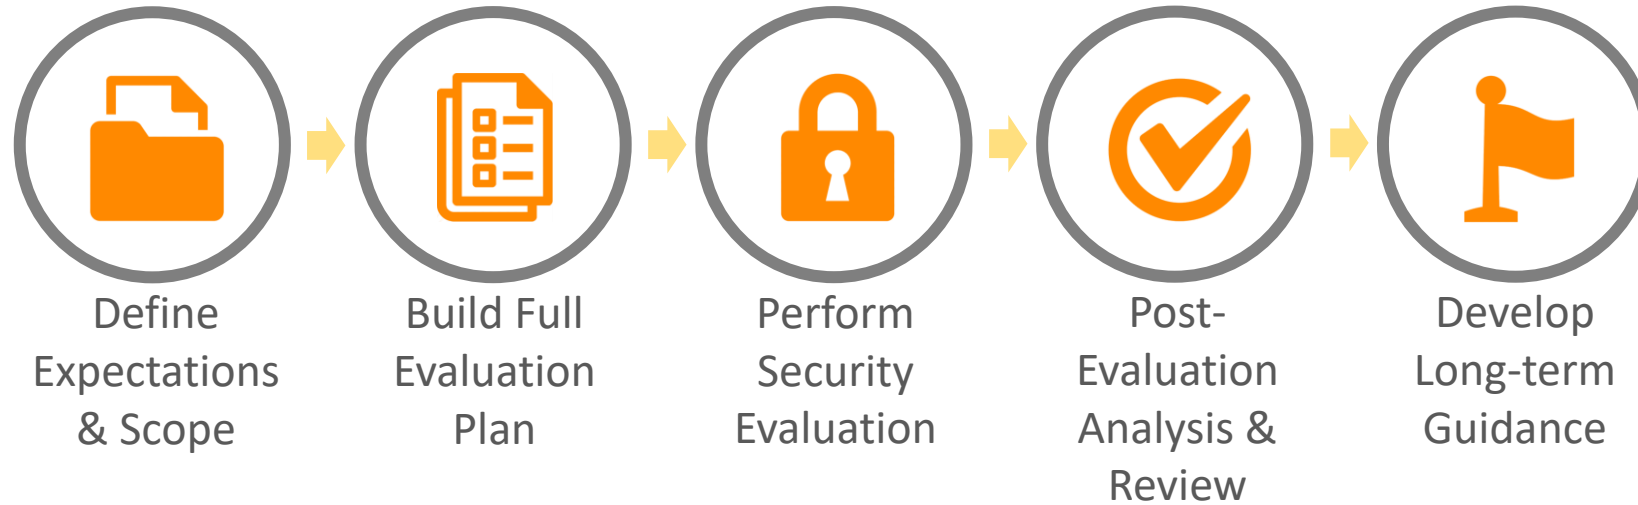 Define
Expectations
& Scope
Build Full
Evaluation
Plan
Perform
Security
Evaluation
Post-
Evaluation
Analysis &
Review
Develop
Long-term
Guidance